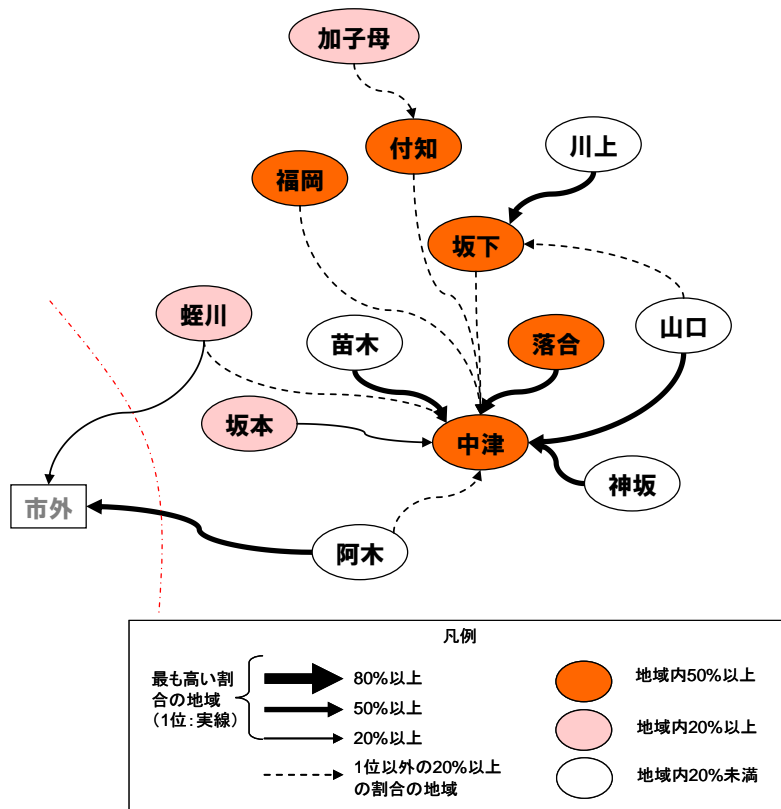 加子母
付知
川上
福岡
坂下
蛭川
山口
苗木
落合
坂本
中津
神坂
市外
阿木
凡例
最も高い割
合の地域
(1位:実線)
80%以上
50%以上
20%以上
1位以外の20%以上
の割合の地域
地域内50%以上
地域内20%以上
地域内20%未満